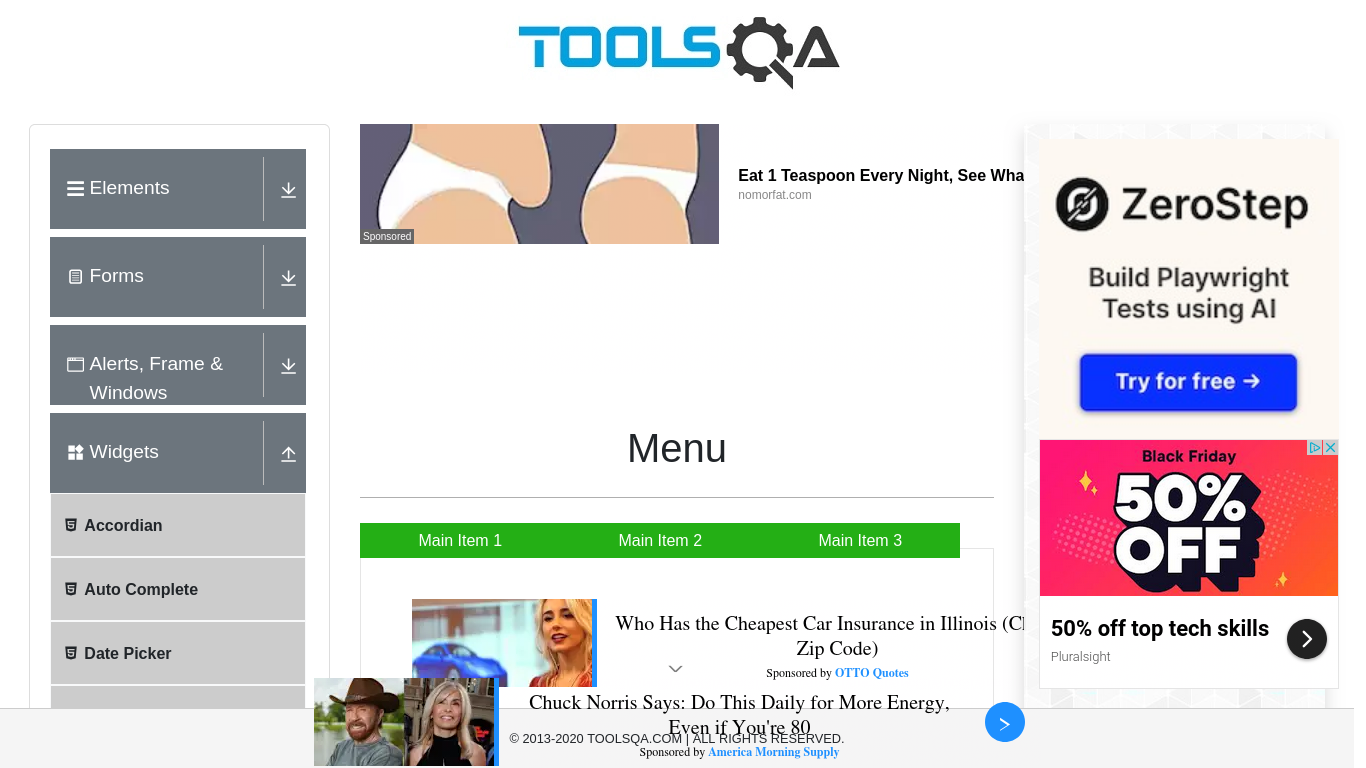 TOOLSQA
Elements
Forms
Alerts, Frame &
Windows
Widgets
Accordian
Auto Complete
Date Picker
Sponsored
Eat 1 Teaspoon Every Night, See Wha
nomorfat.com
Menu
Main Item 1
Main Item 2
Main Item 3
Who Has the Cheapest Car Insurance in Illinois (Cl
Zip Code)
Sponsored by OTTO Quotes
Chuck Norris Says: Do This Daily for More Energy,
Even if You're 80
Sponsored by America Morning Supply
© 2013-2020 TOOLSQA.COM | ALL RIGHTS RESERVED.
ZeroStep
Build Playwright
Tests using AI
Try for free →
Black Friday
50%
OFF
50% off top tech skills
Pluralsight